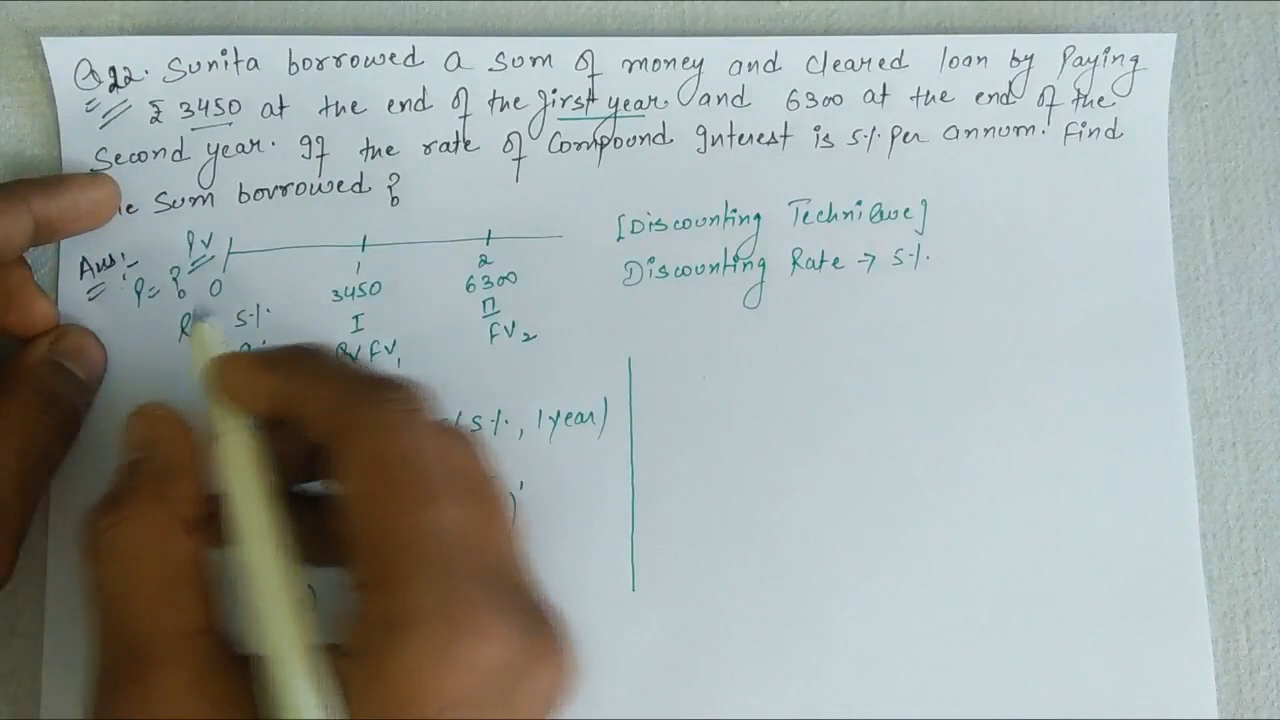 Q22. Sunita borrowed a sum of money and cleared loan by Paying
₹ 3450 at the end of the first year and 6300 at the end of the
Second year. If the rate of Compound Interest is 5% per annum. Find
Sum borrowed ?
[Discounting Technique]
Discounting Rate → 5%.
Ans:-
PV
P= ? 0 1 2
3450 6300
5%. I II
FV1 FV2
5%., 1 year)